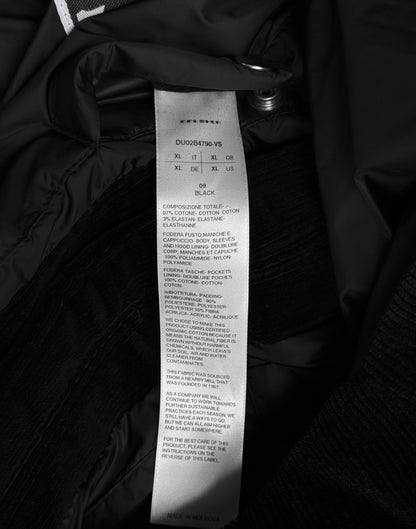 DU02B4790-VS
XL IT XL GB
XL DE XL US
09
BLACK
COMPOSIZIONE TOTALE- -
97% COTONE- COTTON- COTON
3% ELASTAN- ELASTANE-
ELASTHANNE
FODERA FUSTO,MANICHE E
CAPPUCCIO- BODY, SLEEVES
AND HOOD LINING- DOUBLURE
CORP, MANCHES ET CAPUCHE
100% POLIAMMIDE- NYLON-
POLYAMIDE
FODERA TASCHE- POCKETS
LINING- DOUBLURE POCHES
100% COTONE- COTTON-
COTON
IMBOTTITURA- PADDING-
REMBOURRAGE 90%
POLIESTERE- POLYESTER-
POLYESTER 10% FIBRA
ACRILICA- ACRYLIC- ACRYLIQUE
WE CHOSE TO MAKE THIS
PRODUCT USING CERTIFIED
ORGANIC COTTON BECAUSE IT
MEANS THE NATURAL FIBER IS
GROWN WITHOUT HARMFUL
CHEMICALS, WHICH LEAVES
OUR SOIL, AIR AND WATER
CLEANER FROM
CONTAMINATES.
THIS FABRIC WAS SOURCED
FROM A NEARBY MILL THAT
WAS FOUNDED IN
AS A COMPANY WE WILL
CONTINUE TO WORK TOWARDS
FURTHER SUSTAINABLE
PRACTICES EACH SEASON. WE
STILL HAVE A WAYS TO GO,
BUT WE CAN ALL AIM HIGHER
AND START SOMEWHERE
FOR THE BEST CARE OF THIS
PRODUCT, PLEASE SEE THE
INSTRUCTIONS ON THE
REVERSE OF THIS LABEL.
MADE IN MOLDOVA